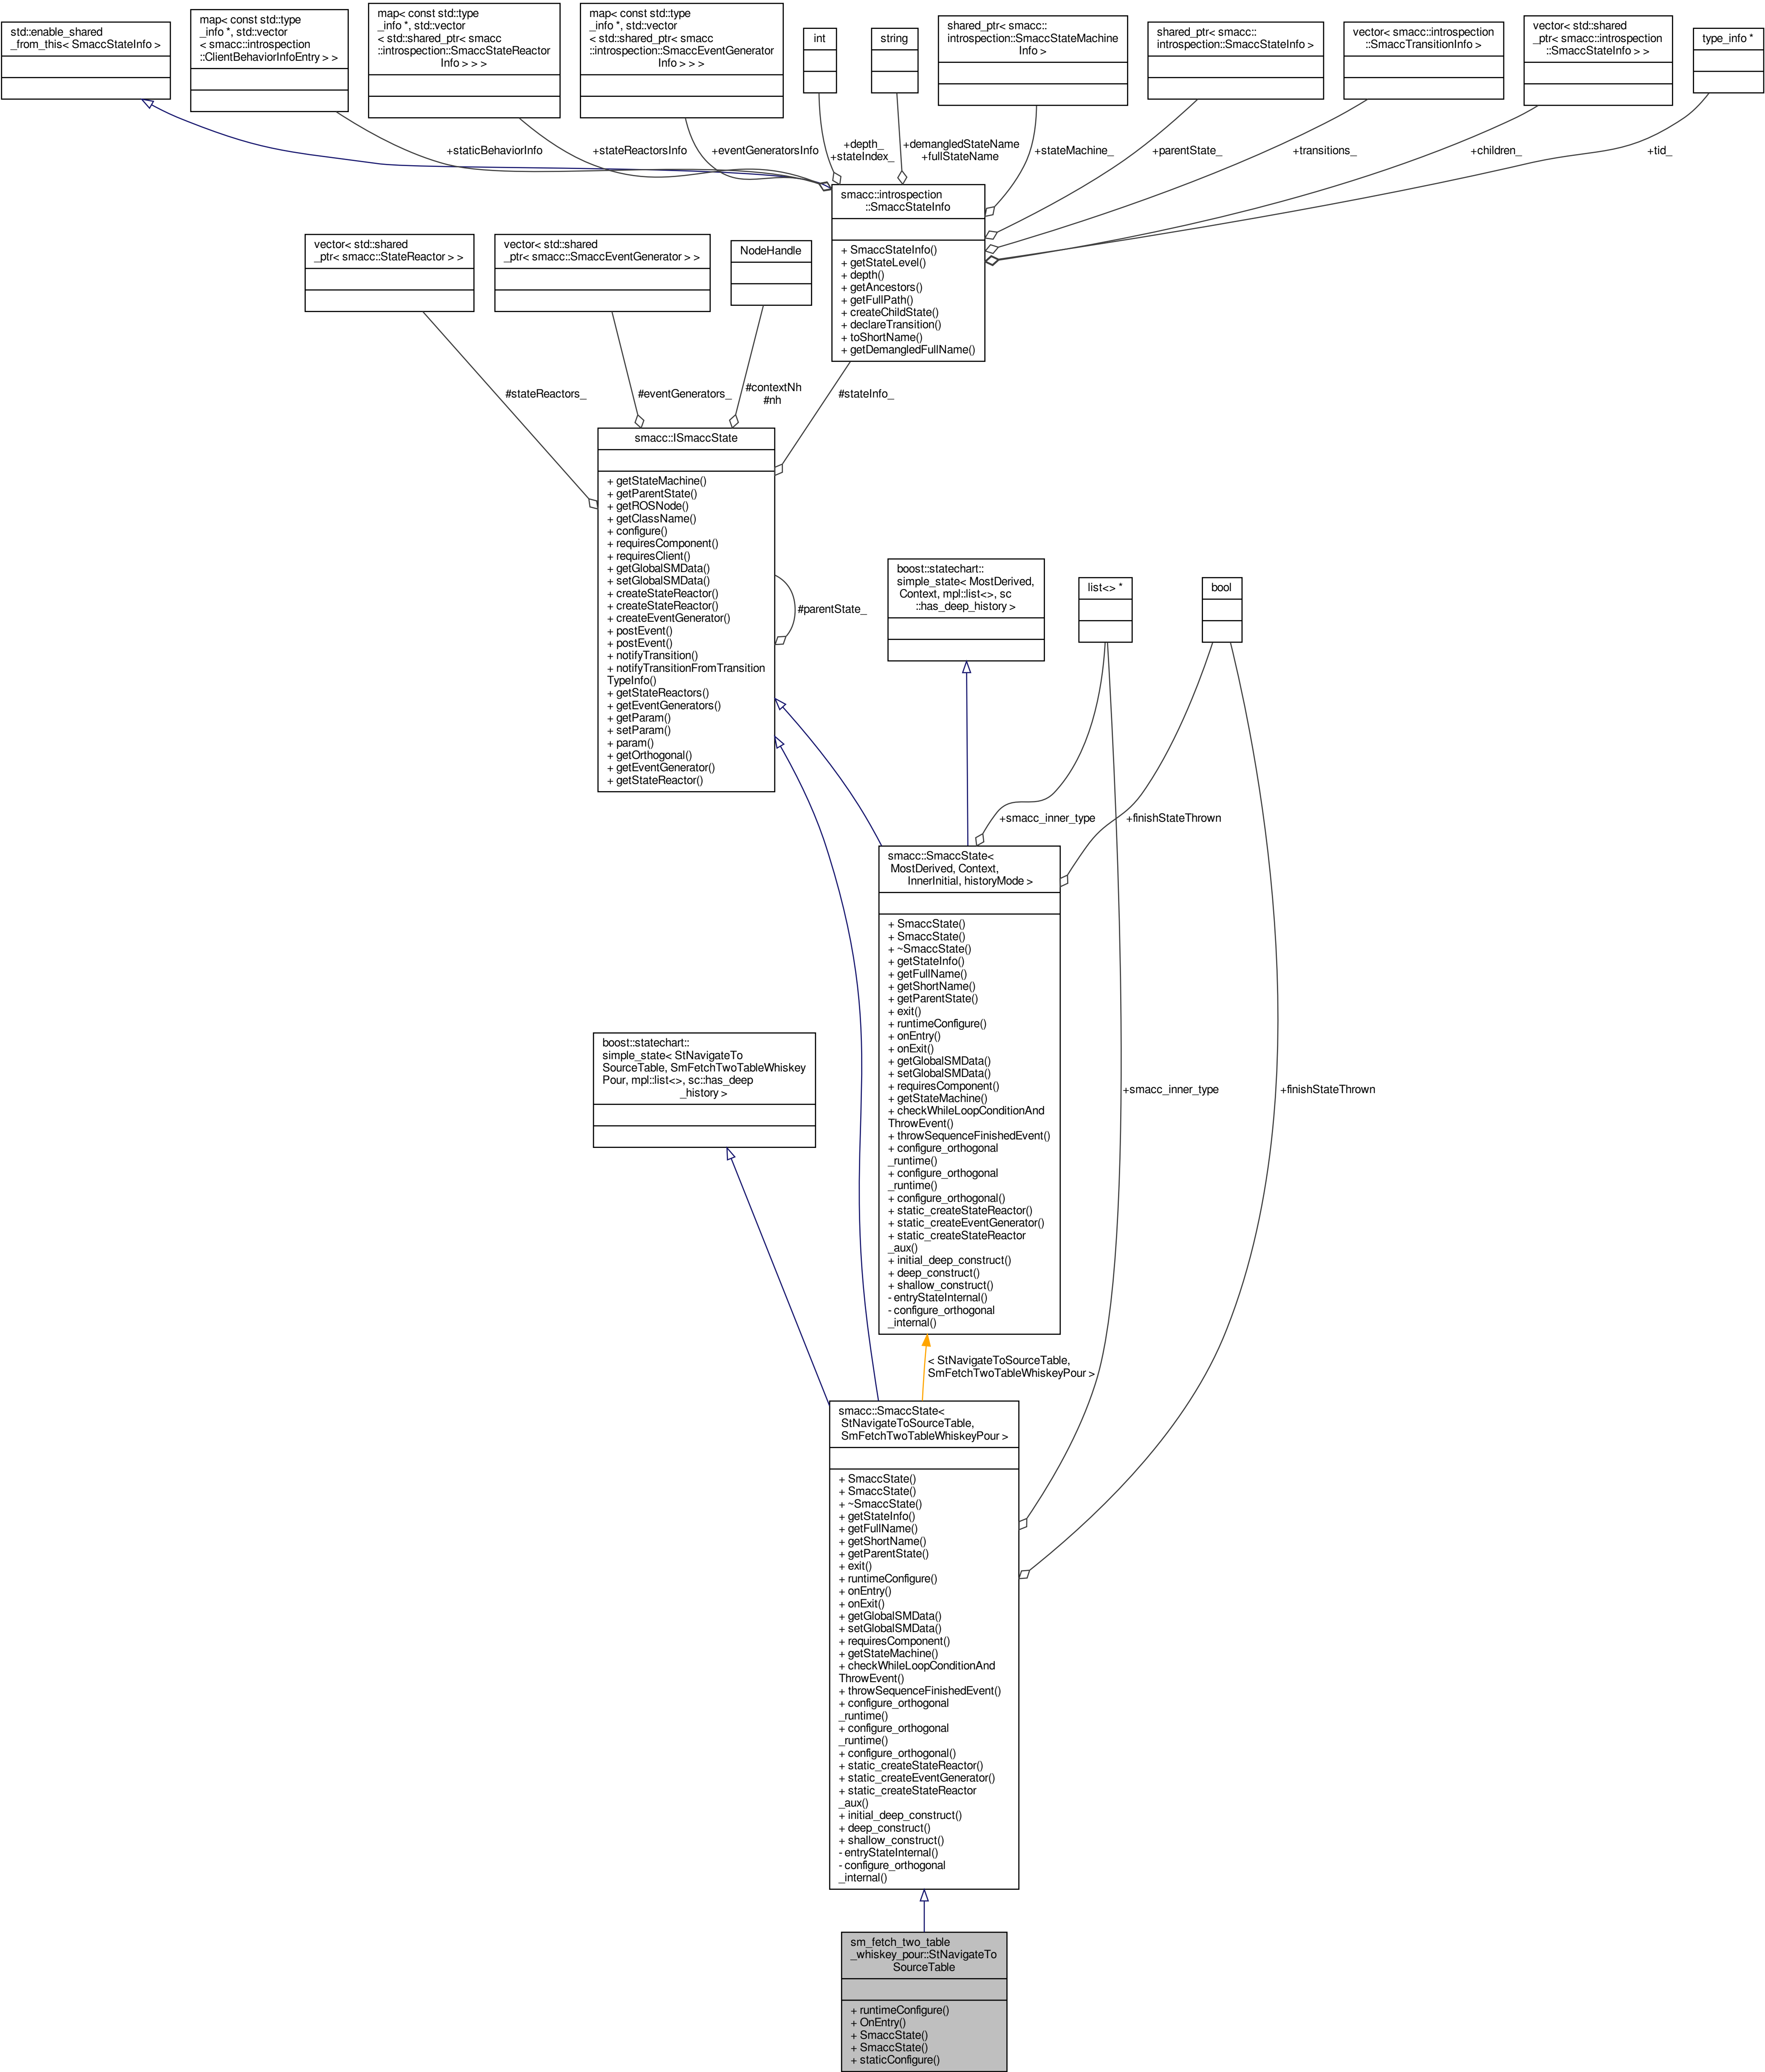 std::enable_shared
_from_this< SmaccStateInfo >
map< const std::type
_info *, std::vector
< smacc::introspection
::ClientBehaviorInfoEntry > >
map< const std::type
_info *, std::vector
< std::shared_ptr< smacc
::introspection::SmaccStateReactor
Info > > >
map< const std::type
_info *, std::vector
< std::shared_ptr< smacc
::introspection::SmaccEventGenerator
Info > > >
int
string
shared_ptr< smacc::
introspection::SmaccStateMachine
Info >
shared_ptr< smacc::
introspection::SmaccStateInfo >
vector< smacc::introspection
::SmaccTransitionInfo >
vector< std::shared
_ptr< smacc::introspection
::SmaccStateInfo > >
type_info *
+staticBehaviorInfo
+stateReactorsInfo
+eventGeneratorsInfo
+depth_
+stateIndex_
+demangledStateName
+fullStateName
+stateMachine_
+parentState_
+transitions_
+children_
+tid_
smacc::introspection
::SmaccStateInfo
+ SmaccStateInfo()
+ getStateLevel()
+ depth()
+ getAncestors()
+ getFullPath()
+ createChildState()
+ declareTransition()
+ toShortName()
+ getDemangledFullName()
vector< std::shared
_ptr< smacc::StateReactor > >
vector< std::shared
_ptr< smacc::SmaccEventGenerator > >
NodeHandle
#stateReactors_
#eventGenerators_
#contextNh
#nh
#stateInfo_
smacc::ISmaccState
+ getStateMachine()
+ getParentState()
+ getROSNode()
+ getClassName()
+ configure()
+ requiresComponent()
+ requiresClient()
+ getGlobalSMData()
+ setGlobalSMData()
+ createStateReactor()
+ createStateReactor()
+ createEventGenerator()
+ postEvent()
+ postEvent()
+ notifyTransition()
+ notifyTransitionFromTransition
TypeInfo()
+ getStateReactors()
+ getEventGenerators()
+ getParam()
+ setParam()
+ param()
+ getOrthogonal()
+ getEventGenerator()
+ getStateReactor()
#parentState_
boost::statechart::
simple_state< MostDerived,
Context, mpl::list<>, sc
::has_deep_history >
list<> *
bool
+smacc_inner_type
+finishStateThrown
smacc::SmaccState<
MostDerived, Context,
InnerInitial, historyMode >
+ SmaccState()
+ SmaccState()
+ ~SmaccState()
+ getStateInfo()
+ getFullName()
+ getShortName()
+ getParentState()
+ exit()
+ runtimeConfigure()
+ onEntry()
+ onExit()
+ getGlobalSMData()
+ setGlobalSMData()
+ requiresComponent()
+ getStateMachine()
+ checkWhileLoopConditionAnd
ThrowEvent()
+ throwSequenceFinishedEvent()
+ configure_orthogonal
_runtime()
+ configure_orthogonal
_runtime()
+ configure_orthogonal()
+ static_createStateReactor()
+ static_createEventGenerator()
+ static_createStateReactor
_aux()
+ initial_deep_construct()
+ deep_construct()
+ shallow_construct()
- entryStateInternal()
- configure_orthogonal
_internal()
boost::statechart::
simple_state< StNavigateTo
SourceTable, SmFetchTwoTableWhiskey
Pour, mpl::list<>, sc::has_deep
_history >
+smacc_inner_type
+finishStateThrown
< StNavigateToSourceTable,
SmFetchTwoTableWhiskeyPour >
smacc::SmaccState<
StNavigateToSourceTable,
SmFetchTwoTableWhiskeyPour >
+ SmaccState()
+ SmaccState()
+ ~SmaccState()
+ getStateInfo()
+ getFullName()
+ getShortName()
+ getParentState()
+ exit()
+ runtimeConfigure()
+ onEntry()
+ onExit()
+ getGlobalSMData()
+ setGlobalSMData()
+ requiresComponent()
+ getStateMachine()
+ checkWhileLoopConditionAnd
ThrowEvent()
+ throwSequenceFinishedEvent()
+ configure_orthogonal
_runtime()
+ configure_orthogonal
_runtime()
+ configure_orthogonal()
+ static_createStateReactor()
+ static_createEventGenerator()
+ static_createStateReactor
_aux()
+ initial_deep_construct()
+ deep_construct()
+ shallow_construct()
- entryStateInternal()
- configure_orthogonal
_internal()
sm_fetch_two_table
_whiskey_pour::StNavigateTo
SourceTable
+ runtimeConfigure()
+ OnEntry()
+ SmaccState()
+ SmaccState()
+ staticConfigure()